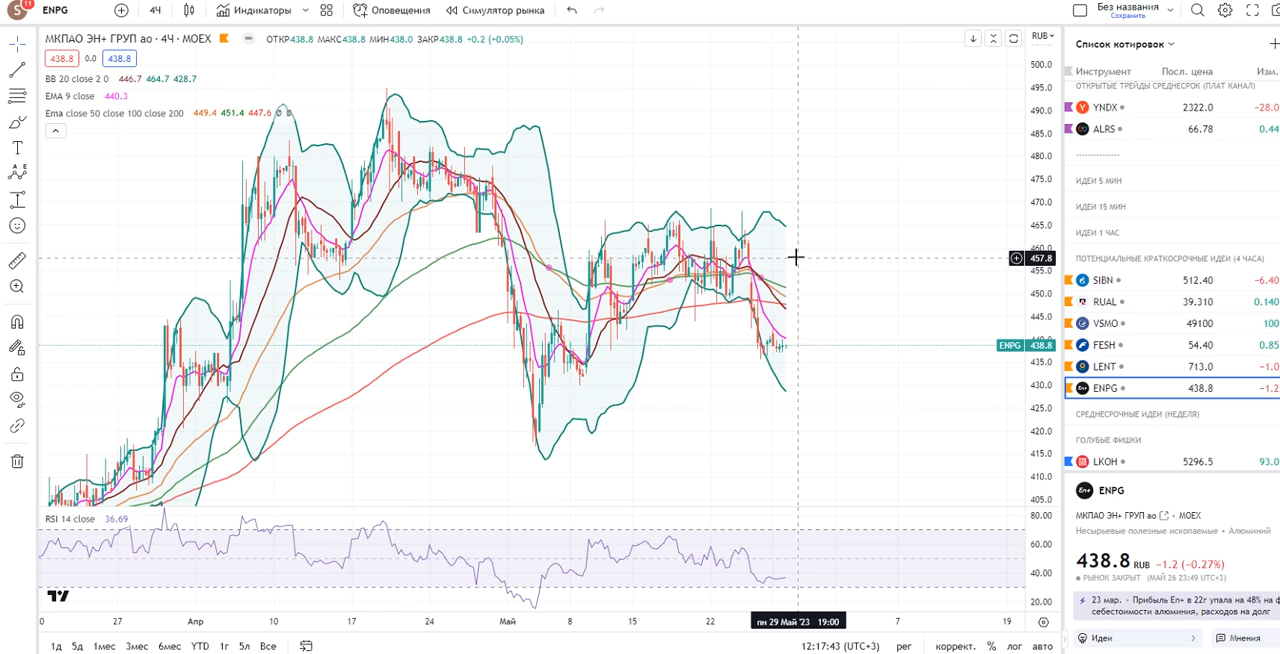 S 11 ENPG 4Ч Индикаторы Оповещения Симулятор рынка Без названия
Сохранить
МКПАО ЭН+ ГРУП ао · 4Ч · MOEX ОТКР438.8 МАКС438.8 МИН438.0 ЗАКР438.8 +0.2 (+0.05%)
438.8 0.0 438.8
BB 20 close 2 0 446.7 464.7 428.7
EMA 9 close 440.3
Ema close 50 close 100 close 200 449.4 451.4 447.6 ∅ ∅
RUB
500.0
495.0
490.0
485.0
480.0
475.0
470.0
465.0
460.0
457.8
455.0
450.0
445.0
ENPG 438.8
435.0
430.0
425.0
420.0
415.0
410.0
405.0
RSI 14 close 36.69
80.00
60.00
40.00
20.00
27 Апр 10 17 24 Май 8 15 22 пн 29 Май '23 19:00 7 19
1д 5д 1мес 3мес 6мес YTD 1г 5л Все 12:17:43 (UTC+3) рег коррект. % лог авто
Список котировок
Инструмент Посл. цена Изм.
ОТКРЫТЫЕ ТРЕЙДЫ СРЕДНЕСРОК (ПЛАТ КАНАЛ)
YNDX 2322.0 −28.0
ALRS 66.78 0.44
--------------
ИДЕИ 5 МИН
ИДЕИ 15 МИН
ИДЕИ 1 ЧАС
ПОТЕНЦИАЛЬНЫЕ КРАТКОСРОЧНЫЕ ИДЕИ (4 ЧАСА)
SIBN 512.40 −6.40
RUAL 39.310 0.140
VSMO 49100 100
FESH 54.40 0.85
LENT 713.0 −1.0
ENPG 438.8 −1.2
СРЕДНЕСРОЧНЫЕ ИДЕИ (НЕДЕЛЯ)
ГОЛУБЫЕ ФИШКИ
LKOH 5296.5 93.0
ENPG
МКПАО ЭН+ ГРУП ао · MOEX
Несырьевые полезные ископаемые · Алюминий
438.8 RUB −1.2 (−0.27%)
РЫНОК ЗАКРЫТ (МАЙ 26 23:49 UTC+3)
23 мар. · Прибыль En+ в 22г упала на 48% на ф
себестоимости алюминия, расходов на долг
Идеи Мнения